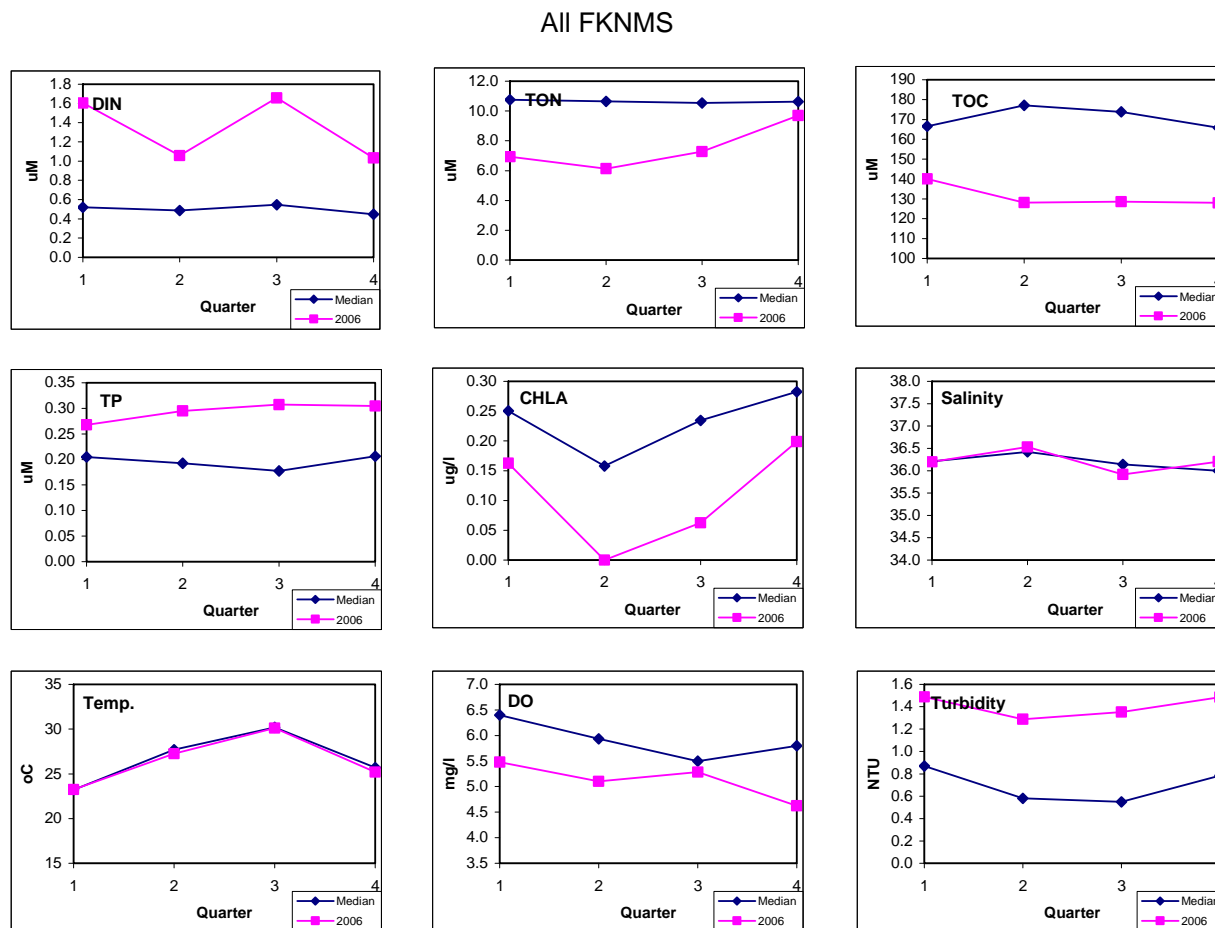 All FKNMS
DIN
uM
1.8
1.6
1.4
1.2
1.0
0.8
0.6
0.4
0.2
0.0
1 2 3 4
Quarter
Median
2006
TON
uM
12.0
10.0
8.0
6.0
4.0
2.0
0.0
1 2 3 4
Quarter
Median
2006
TOC
uM
190
180
170
160
150
140
130
120
110
100
1 2 3 4
Quarter
Median
2006
TP
uM
0.35
0.30
0.25
0.20
0.15
0.10
0.05
0.00
1 2 3 4
Quarter
Median
2006
CHLA
ug/l
0.30
0.25
0.20
0.15
0.10
0.05
0.00
1 2 3 4
Quarter
Median
2006
Salinity
38.0
37.5
37.0
36.5
36.0
35.5
35.0
34.5
34.0
1 2 3 4
Quarter
Median
2006
Temp.
oC
35
30
25
20
15
1 2 3 4
Quarter
Median
2006
DO
mg/l
7.0
6.5
6.0
5.5
5.0
4.5
4.0
3.5
1 2 3 4
Quarter
Median
2006
Turbidity
NTU
1.6
1.4
1.2
1.0
0.8
0.6
0.4
0.2
0.0
1 2 3 4
Quarter
Median
2006